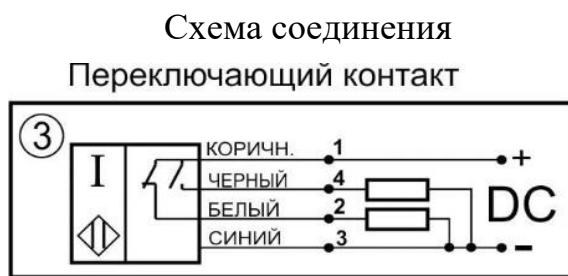 Схема соединения
Переключающий контакт
3
I
КОРИЧН. 1
+
ЧЕРНЫЙ 4
DC
БЕЛЫЙ 2
СИНИЙ 3
-